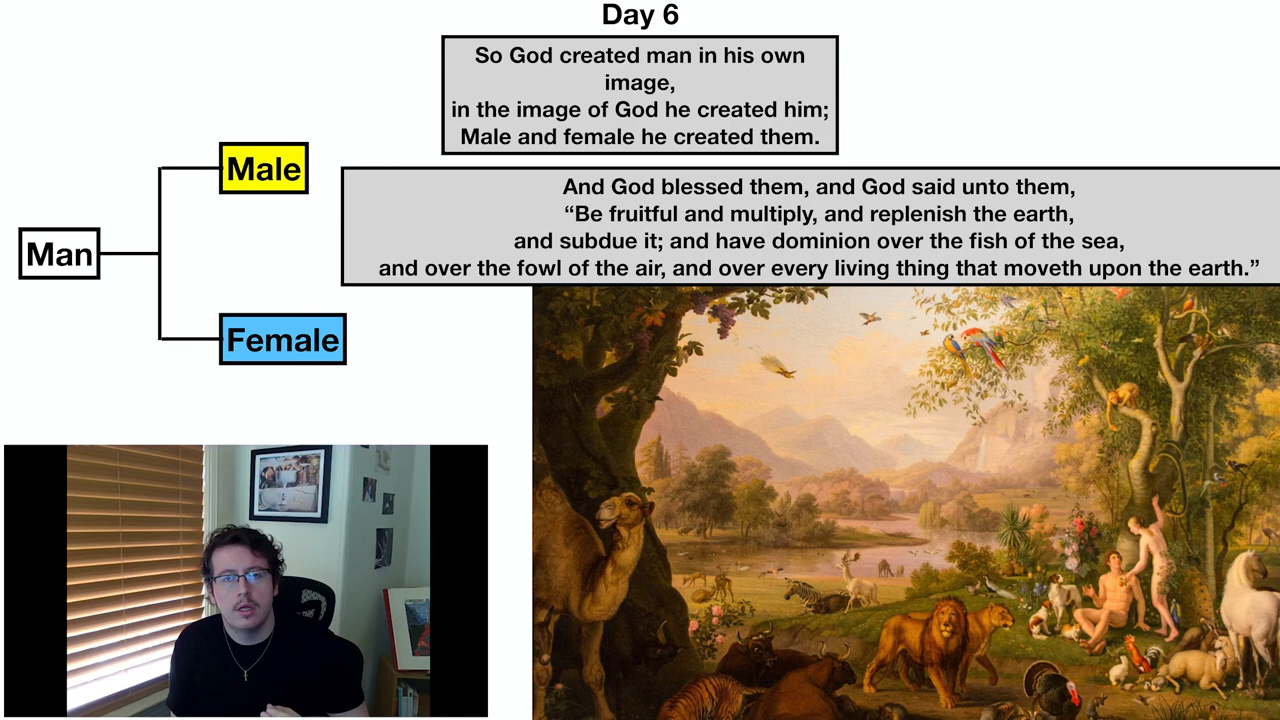 Day 6
So God created man in his own
image,
in the image of God he created him;
Male and female he created them.
Male
And God blessed them, and God said unto them,
“Be fruitful and multiply, and replenish the earth,
and subdue it; and have dominion over the fish of the sea,
and over the fowl of the air, and over every living thing that moveth upon the earth.”
Man
Female